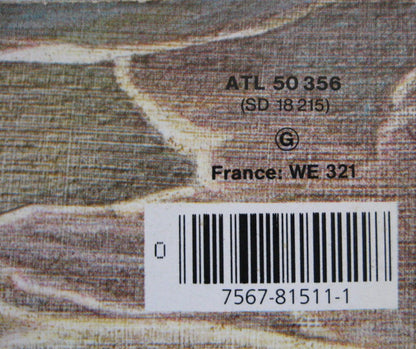 ATL 50 356
(SD 18 215)
G
France: WE 321
0
7567-81511-1